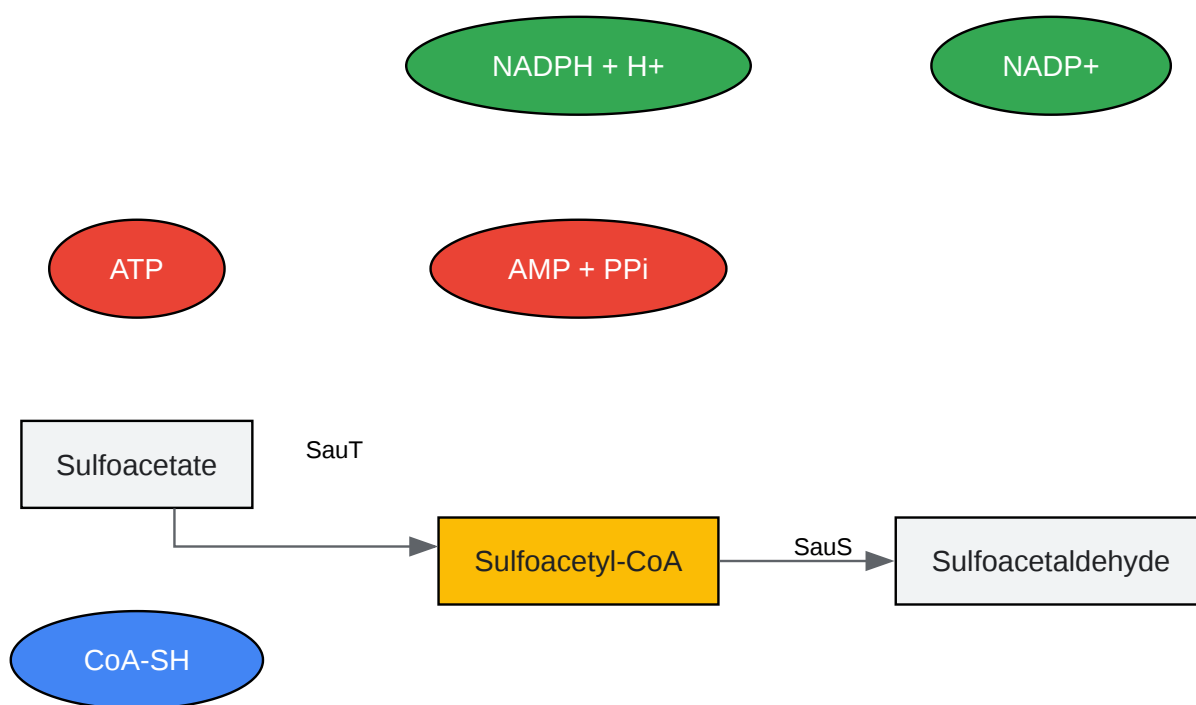 NADPH + H+
NADP+
ATP
AMP + PPi
Sulfoacetate
SauT
Sulfoacetyl-CoA
SauS
Sulfoacetaldehyde
CoA-SH